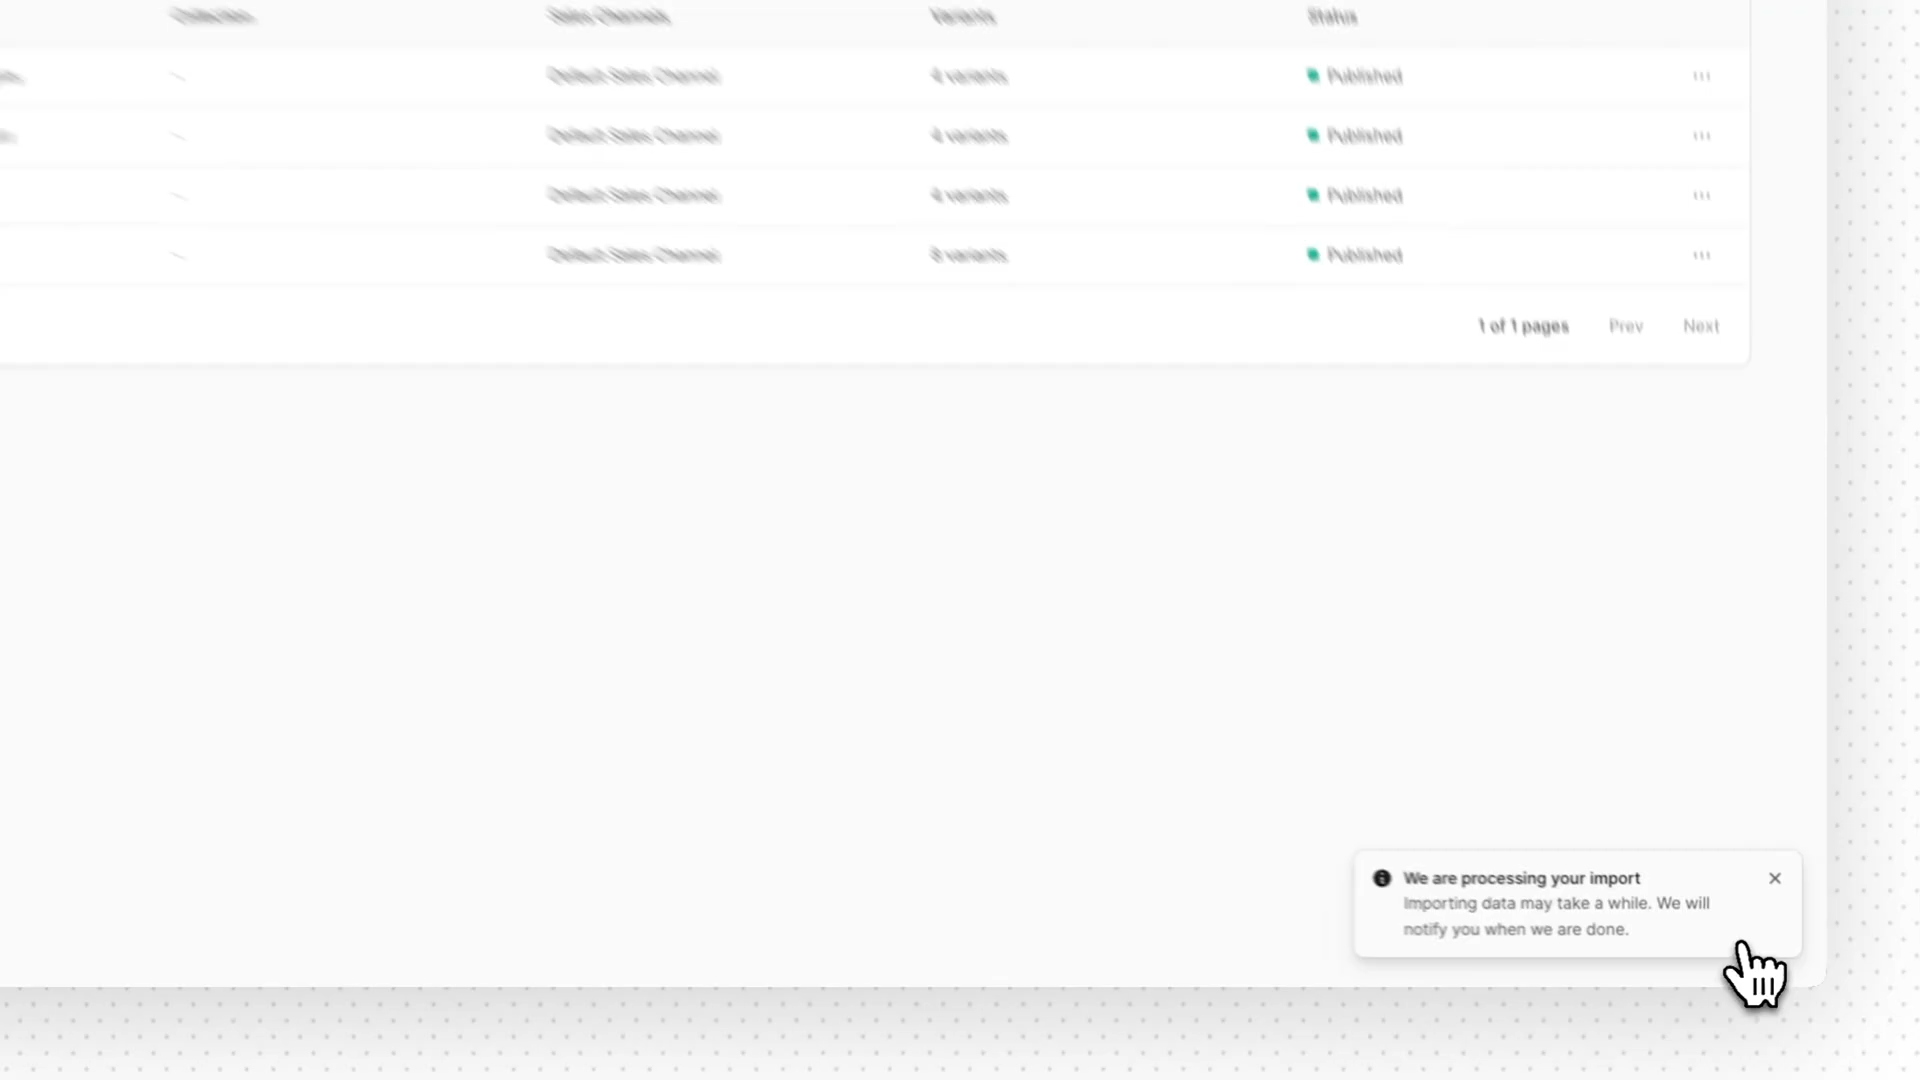 Collection Sales Channels Variants Status
Default Sales Channel 4 variants Published
Default Sales Channel 4 variants Published
Default Sales Channel 4 variants Published
Default Sales Channel 8 variants Published
1 of 1 pages Prev Next
We are processing your import
Importing data may take a while. We will
notify you when we are done.